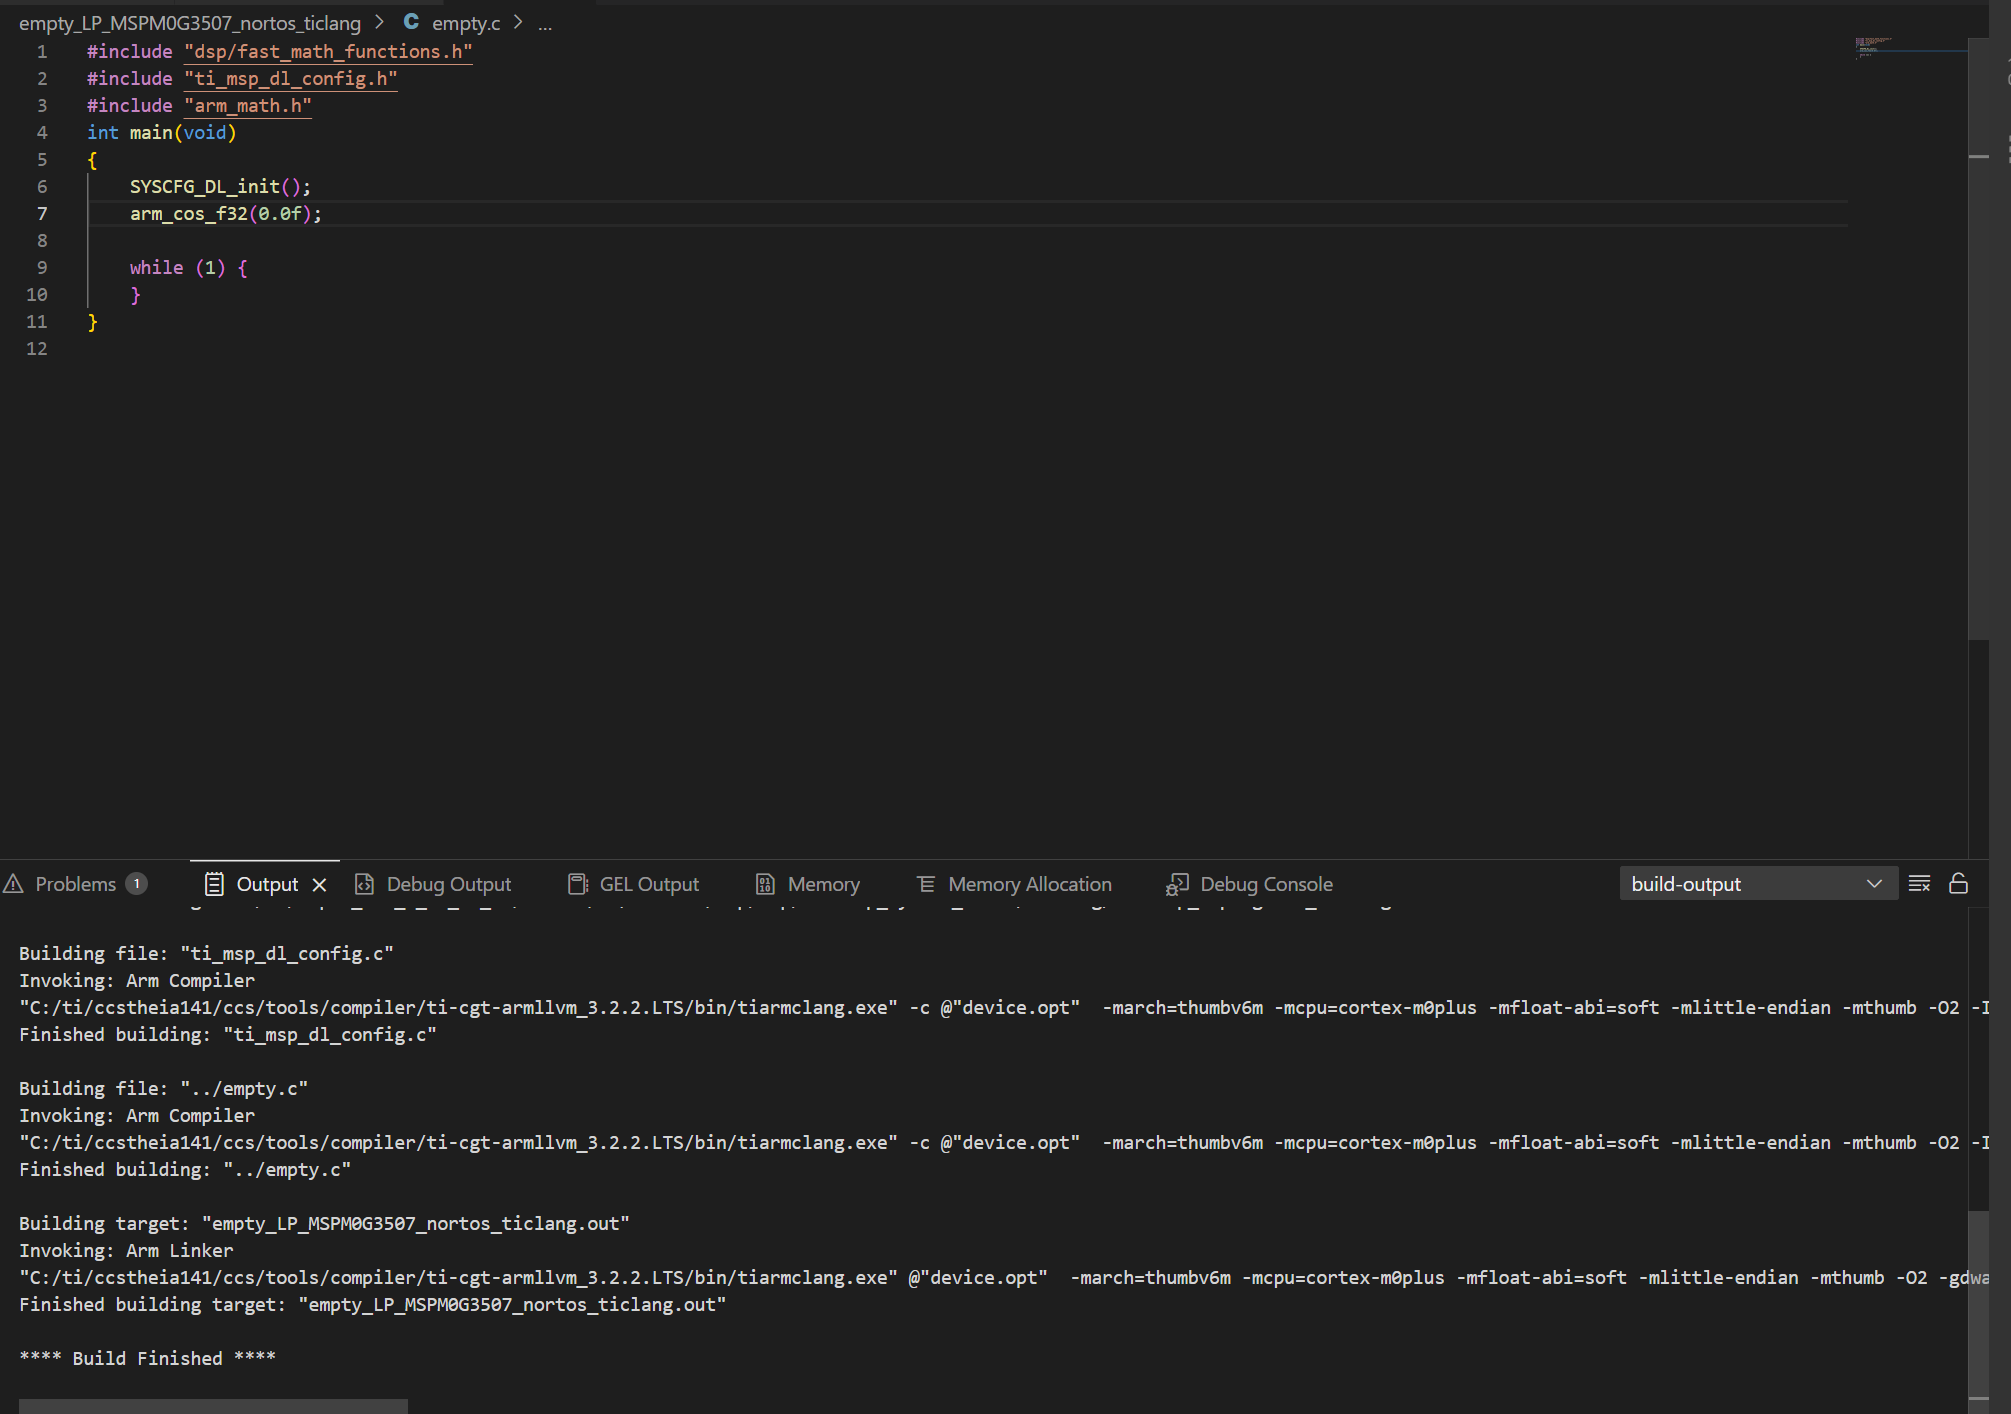 empty_LP_MSPM0G3507_nortos_ticlang > C empty.c > ...
1 #include "dsp/fast_math_functions.h"
2 #include "ti_msp_dl_config.h"
3 #include "arm_math.h"
4 int main(void)
5 {
6 SYSCFG_DL_init();
7 arm_cos_f32(0.0f);
8
9 while (1) {
10 }
11 }
12
Problems 1 Output Debug Output GEL Output Memory Memory Allocation Debug Console build-output
Building file: "ti_msp_dl_config.c"
Invoking: Arm Compiler
"C:/ti/ccstheia141/ccs/tools/compiler/ti-cgt-armllvm_3.2.2.LTS/bin/tiarmclang.exe" -c @"device.opt" -march=thumbv6m -mcpu=cortex-m0plus -mfloat-abi=soft -mlittle-endian -mthumb -O2 -I
Finished building: "ti_msp_dl_config.c"
Building file: "../empty.c"
Invoking: Arm Compiler
"C:/ti/ccstheia141/ccs/tools/compiler/ti-cgt-armllvm_3.2.2.LTS/bin/tiarmclang.exe" -c @"device.opt" -march=thumbv6m -mcpu=cortex-m0plus -mfloat-abi=soft -mlittle-endian -mthumb -O2 -I
Finished building: "../empty.c"
Building target: "empty_LP_MSPM0G3507_nortos_ticlang.out"
Invoking: Arm Linker
"C:/ti/ccstheia141/ccs/tools/compiler/ti-cgt-armllvm_3.2.2.LTS/bin/tiarmclang.exe" @"device.opt" -march=thumbv6m -mcpu=cortex-m0plus -mfloat-abi=soft -mlittle-endian -mthumb -O2 -gdwa
Finished building target: "empty_LP_MSPM0G3507_nortos_ticlang.out"
**** Build Finished ****